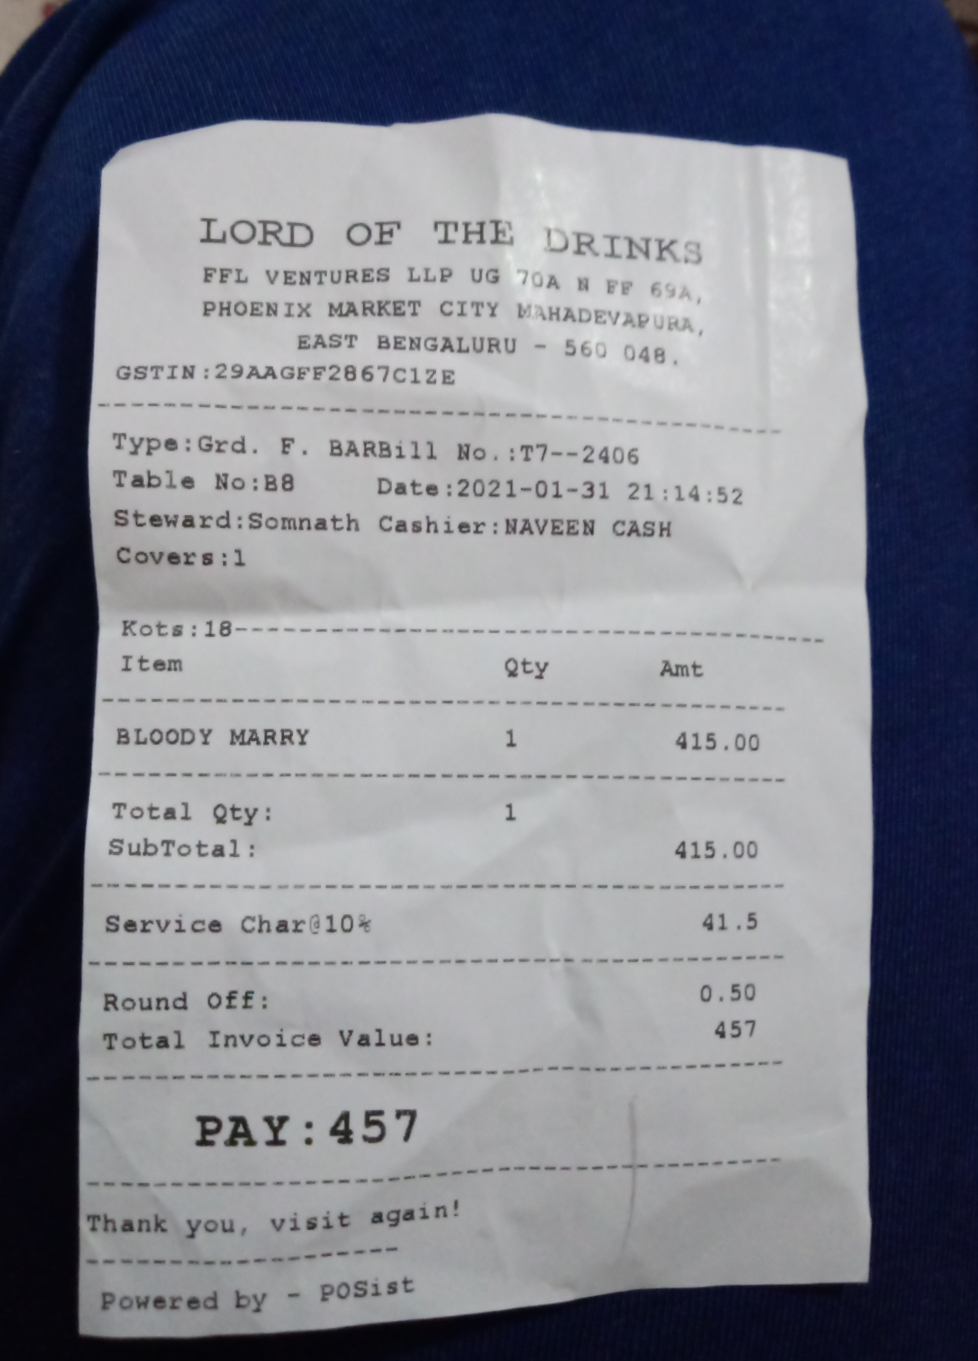 LORD OF THE DRINKS
FFL VENTURES LLP UG 70A N FF 69A,
PHOENIX MARKET CITY MAHADEVAPURA,
EAST BENGALURU - 560 048.
GSTIN:29AAGFF2867C1ZE
Type:Grd. F. BARBill No.:T7--2406
Table No:B8 Date:2021-01-31 21:14:52
Steward:Somnath Cashier:NAVEEN CASH
Covers:1
Kots:18
Item Qty Amt
BLOODY MARRY 1 415.00
Total Qty: 1
SubTotal: 415.00
Service Char@10% 41.5
Round Off: 0.50
Total Invoice Value: 457
PAY:457
Thank you, visit again!
Powered by - POSist